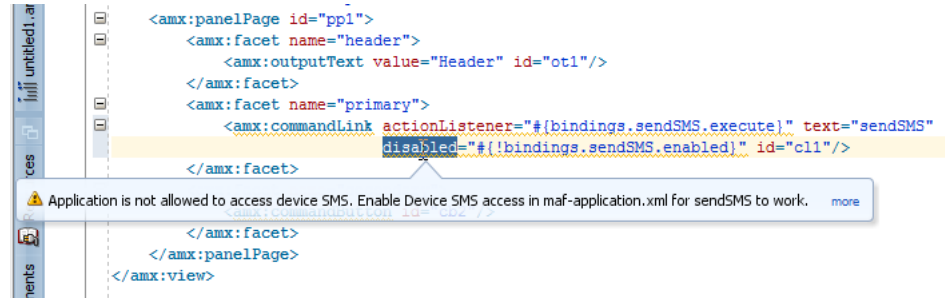 untitled1.a
<amx:panelPage id="pp1">
<amx:facet name="header">
<amx:outputText value="Header" id="ot1"/>
</amx:facet>
<amx:facet name="primary">
<amx:commandLink actionListener="#{bindings.sendSMS.execute}" text="sendSMS"
disabled="#{!bindings.sendSMS.enabled}" id="cl1"/>
</amx:facet>
Application is not allowed to access device SMS. Enable Device SMS access in maf-application.xml for sendSMS to work. more
<amx:commandButton id="cb2"/>
</amx:facet>
</amx:panelPage>
</amx:view>